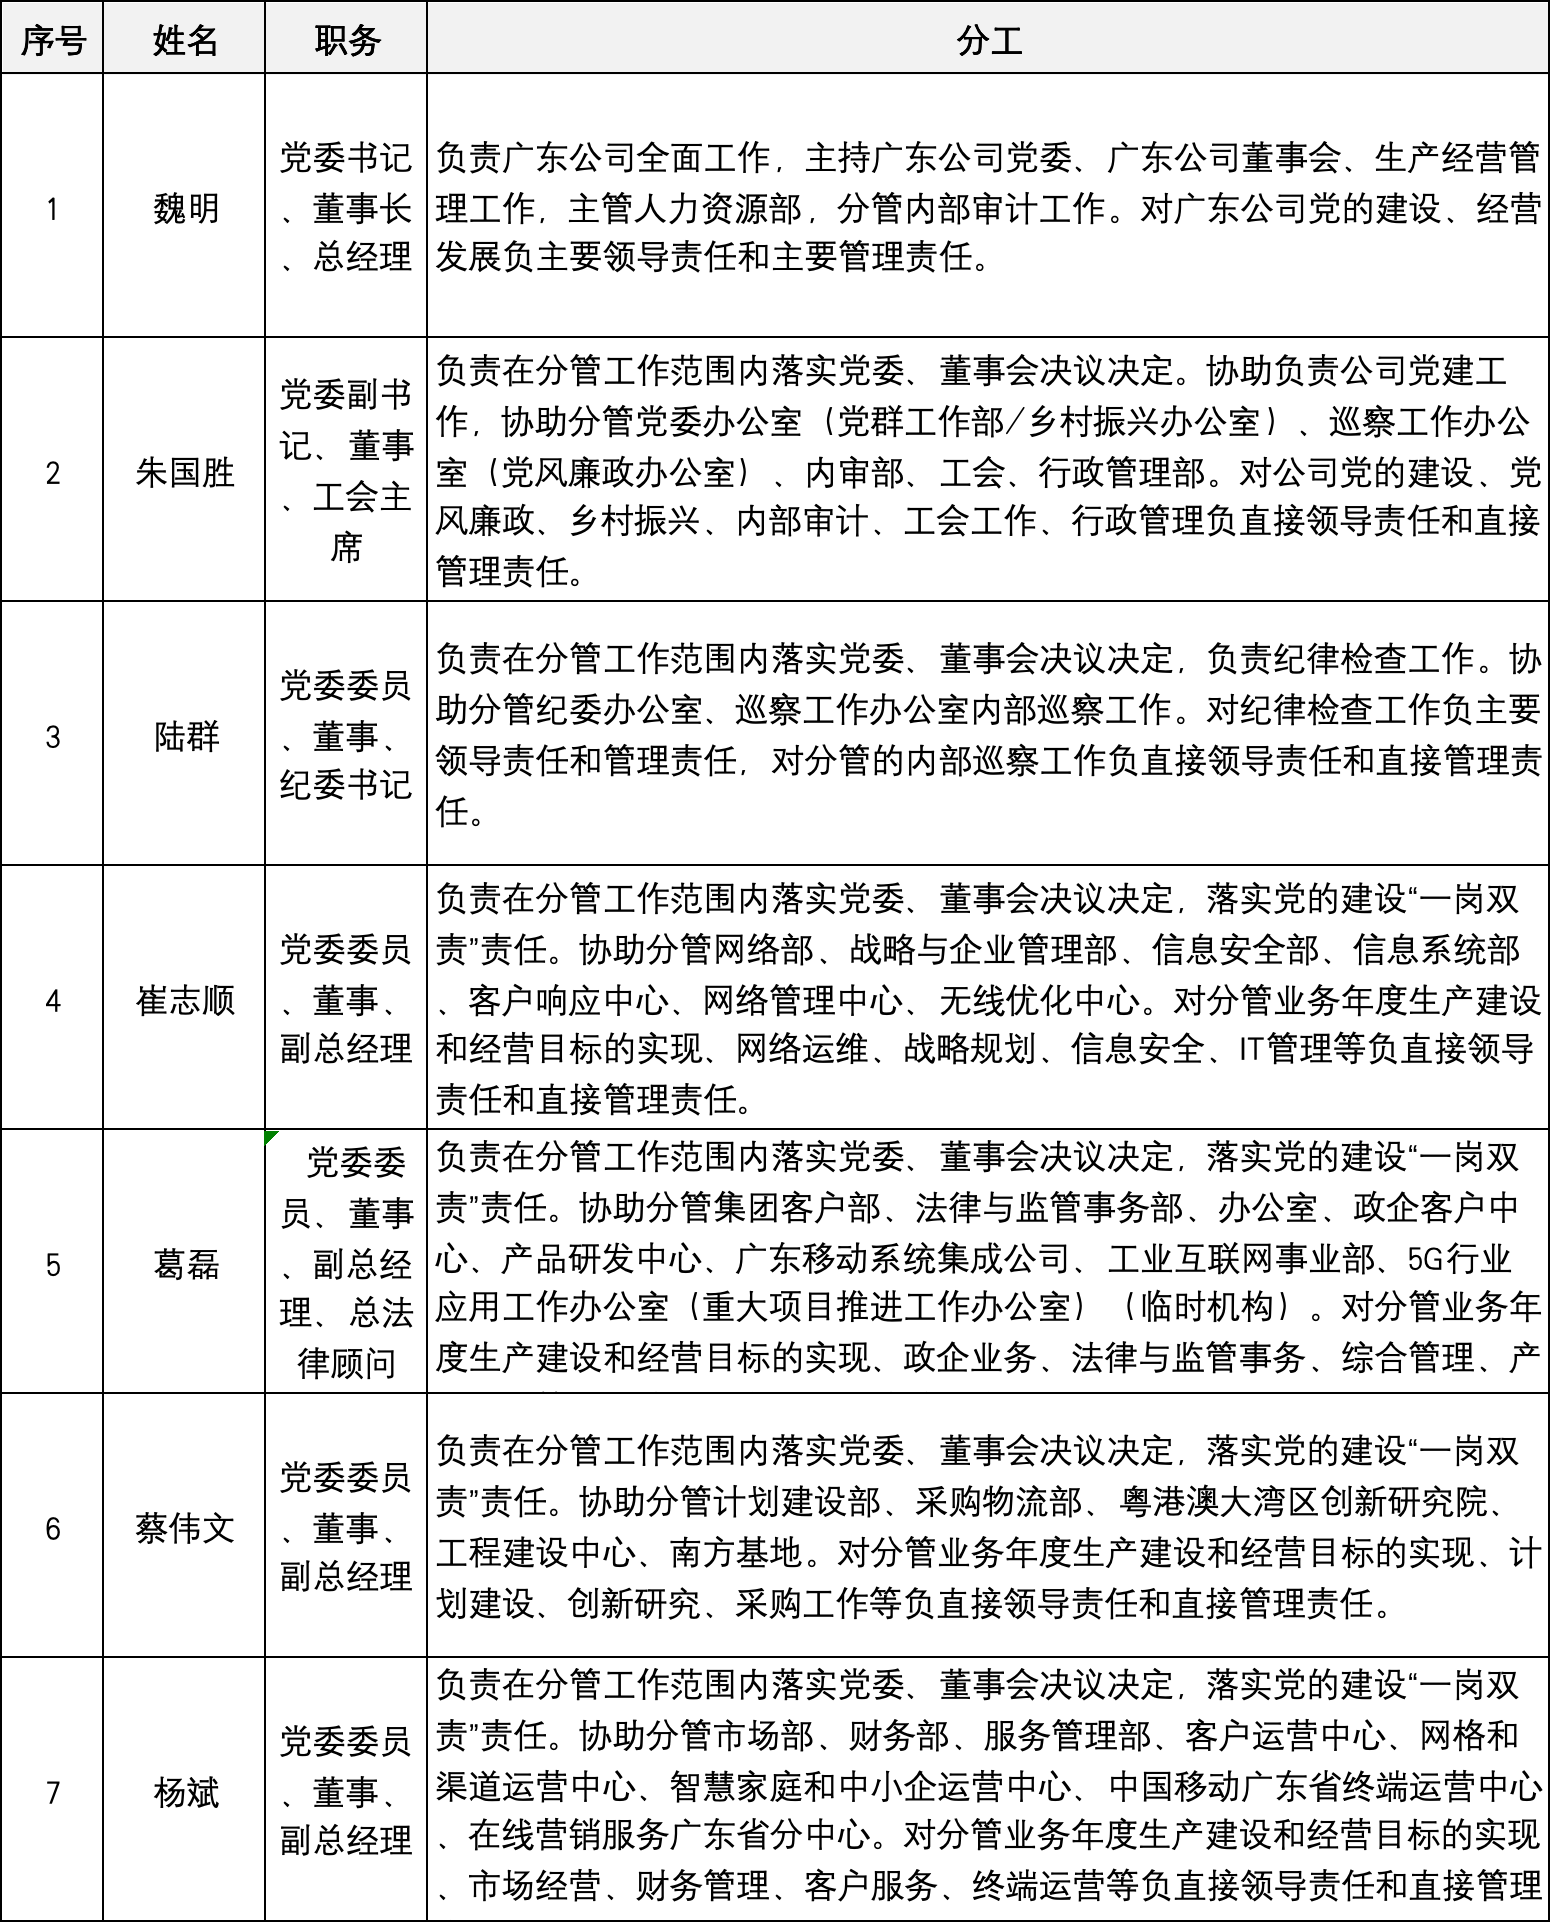 序号 姓名 职务 分工
1
魏明
党委书记
、董事长
、总经理
负责广东公司全面工作，主持广东公司党委、广东公司董事会、生产经营管
理工作，主管人力资源部，分管内部审计工作。对广东公司党的建设、经营
发展负主要领导责任和主要管理责任。
2
朱国胜
党委副书
记、董事
、工会主
席
负责在分管工作范围内落实党委、董事会决议决定。协助负责公司党建工
作，协助分管党委办公室（党群工作部/乡村振兴办公室）、巡察工作办公
室（党风廉政办公室）、内审部、工会、行政管理部。对公司党的建设、党
风廉政、乡村振兴、内部审计、工会工作、行政管理负直接领导责任和直接
管理责任。
3
陆群
党委委员
、董事、
纪委书记
负责在分管工作范围内落实党委、董事会决议决定，负责纪律检查工作。协
助分管纪委办公室、巡察工作办公室内部巡察工作。对纪律检查工作负主要
领导责任和管理责任，对分管的内部巡察工作负直接领导责任和直接管理责
任。
4
崔志顺
党委委员
、董事、
副总经理
负责在分管工作范围内落实党委、董事会决议决定，落实党的建设“一岗双
责”责任。协助分管网络部、战略与企业管理部、信息安全部、信息系统部
、客户响应中心、网络管理中心、无线优化中心。对分管业务年度生产建设
和经营目标的实现、网络运维、战略规划、信息安全、IT管理等负直接领导
责任和直接管理责任。
5
葛磊
党委委
员、董事
、副总经
理、总法
律顾问
负责在分管工作范围内落实党委、董事会决议决定，落实党的建设“一岗双
责”责任。协助分管集团客户部、法律与监管事务部、办公室、政企客户中
心、产品研发中心、广东移动系统集成公司、工业互联网事业部、5G行业
应用工作办公室（重大项目推进工作办公室）（临时机构）。对分管业务年
度生产建设和经营目标的实现、政企业务、法律与监管事务、综合管理、产
6
蔡伟文
党委委员
、董事、
副总经理
负责在分管工作范围内落实党委、董事会决议决定，落实党的建设“一岗双
责”责任。协助分管计划建设部、采购物流部、粤港澳大湾区创新研究院、
工程建设中心、南方基地。对分管业务年度生产建设和经营目标的实现、计
划建设、创新研究、采购工作等负直接领导责任和直接管理责任。
7
杨斌
党委委员
、董事、
副总经理
负责在分管工作范围内落实党委、董事会决议决定，落实党的建设“一岗双
责”责任。协助分管市场部、财务部、服务管理部、客户运营中心、网格和
渠道运营中心、智慧家庭和中小企运营中心、中国移动广东省终端运营中心
、在线营销服务广东省分中心。对分管业务年度生产建设和经营目标的实现
、市场经营、财务管理、客户服务、终端运营等负直接领导责任和直接管理